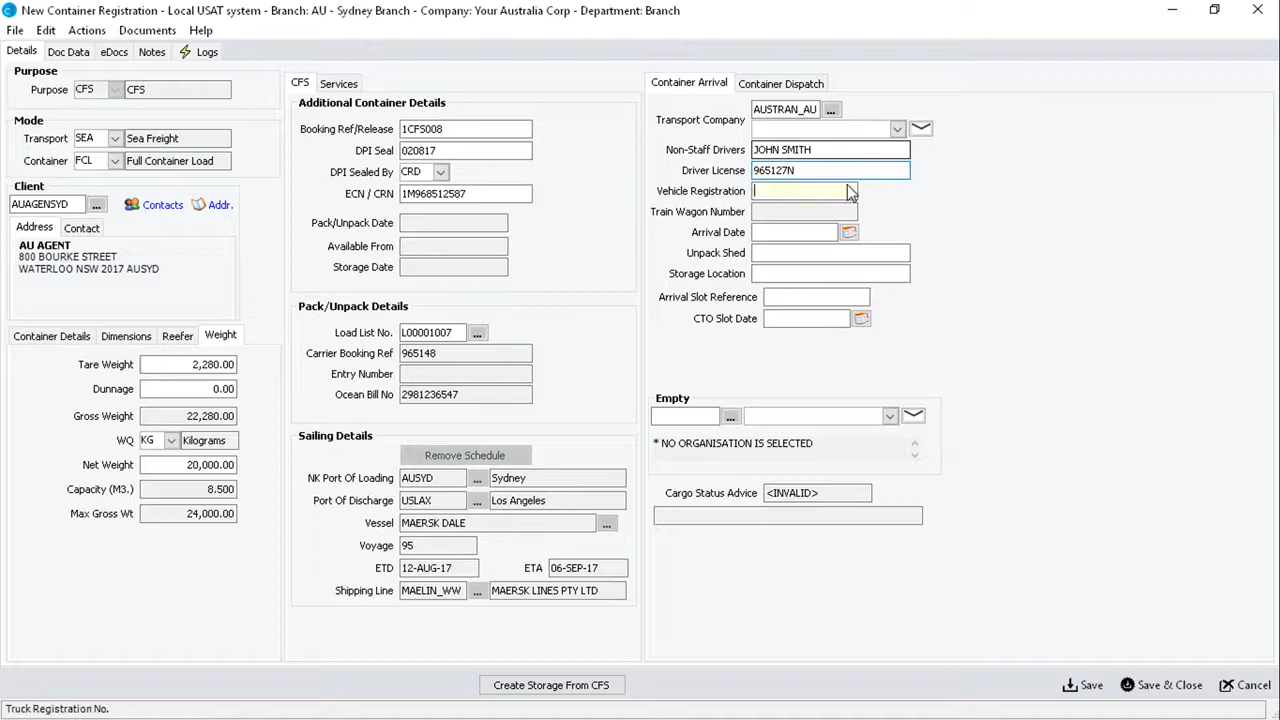 New Container Registration - Local USAT system - Branch: AU - Sydney Branch - Company: Your Australia Corp - Department: Branch
File Edit Actions Documents Help
Details Doc Data eDocs Notes Logs
Purpose
Purpose CFS CFS
Mode
Transport SEA Sea Freight
Container FCL Full Container Load
Client
AUAGENSYD ... Contacts Addr.
Address Contact
AU AGENT
800 BOURKE STREET
WATERLOO NSW 2017 AUSYD
Container Details Dimensions Reefer Weight
Tare Weight 2,280.00
Dunnage 0.00
Gross Weight 22,280.00
WQ KG Kilograms
Net Weight 20,000.00
Capacity (M3.) 8.500
Max Gross Wt 24,000.00
CFS Services
Additional Container Details
Booking Ref/Release 1CFS008
DPI Seal 020817
DPI Sealed By CRD
ECN / CRN 1M968512587
Pack/Unpack Date
Available From
Storage Date
Pack/Unpack Details
Load List No. L00001007 ...
Carrier Booking Ref 965148
Entry Number
Ocean Bill No 2981236547
Sailing Details
Remove Schedule
NK Port Of Loading AUSYD ... Sydney
Port Of Discharge USLAX ... Los Angeles
Vessel MAERSK DALE ...
Voyage 95
ETD 12-AUG-17 ETA 06-SEP-17
Shipping Line MAELIN_WW ... MAERSK LINES PTY LTD
Container Arrival Container Dispatch
Transport Company AUSTRAN_AU ...
Non-Staff Drivers JOHN SMITH
Driver License 965127N
Vehicle Registration
Train Wagon Number
Arrival Date
Unpack Shed
Storage Location
Arrival Slot Reference
CTO Slot Date
Empty
...
* NO ORGANISATION IS SELECTED
Cargo Status Advice <INVALID>
Create Storage From CFS Save Save & Close Cancel
Truck Registration No.